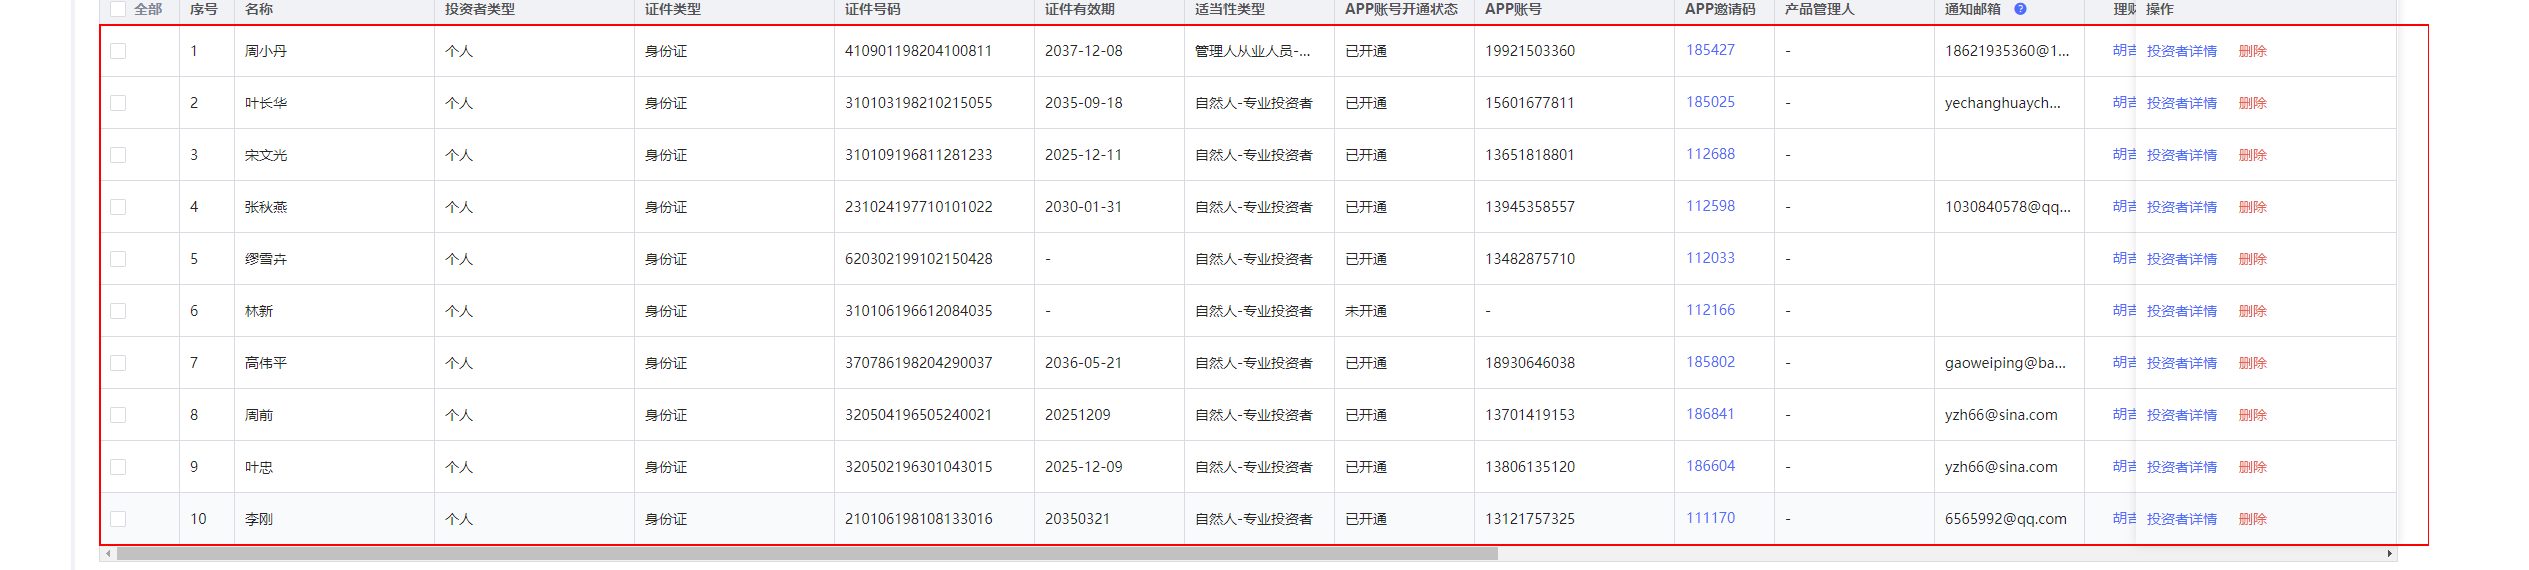 全部 序号 名称 投资者类型 证件类型 证件号码 证件有效期 适当性类型 APP账号开通状态 APP账号 APP邀请码 产品管理人 通知邮箱 ? 理财 操作
1 周小丹 个人 身份证 410901198204100811 2037-12-08 管理人从业人员-... 已开通 19921503360 185427 - 18621935360@1... 胡吉 投资者详情 删除
2 叶长华 个人 身份证 310103198210215055 2035-09-18 自然人-专业投资者 已开通 15601677811 185025 - yechanghuaych... 胡吉 投资者详情 删除
3 宋文光 个人 身份证 310109196811281233 2025-12-11 自然人-专业投资者 已开通 13651818801 112688 - 胡吉 投资者详情 删除
4 张秋燕 个人 身份证 231024197710101022 2030-01-31 自然人-专业投资者 已开通 13945358557 112598 - 1030840578@qq... 胡吉 投资者详情 删除
5 缪雪卉 个人 身份证 620302199102150428 - 自然人-专业投资者 已开通 13482875710 112033 - 胡吉 投资者详情 删除
6 林新 个人 身份证 310106196612084035 - 自然人-专业投资者 未开通 - 112166 - 胡吉 投资者详情 删除
7 高伟平 个人 身份证 370786198204290037 2036-05-21 自然人-专业投资者 已开通 18930646038 185802 - gaoweiping@ba... 胡吉 投资者详情 删除
8 周前 个人 身份证 320504196505240021 20251209 自然人-专业投资者 已开通 13701419153 186841 - yzh66@sina.com 胡吉 投资者详情 删除
9 叶忠 个人 身份证 320502196301043015 2025-12-09 自然人-专业投资者 已开通 13806135120 186604 - yzh66@sina.com 胡吉 投资者详情 删除
10 李刚 个人 身份证 210106198108133016 20350321 自然人-专业投资者 已开通 13121757325 111170 - 6565992@qq.com 胡吉 投资者详情 删除